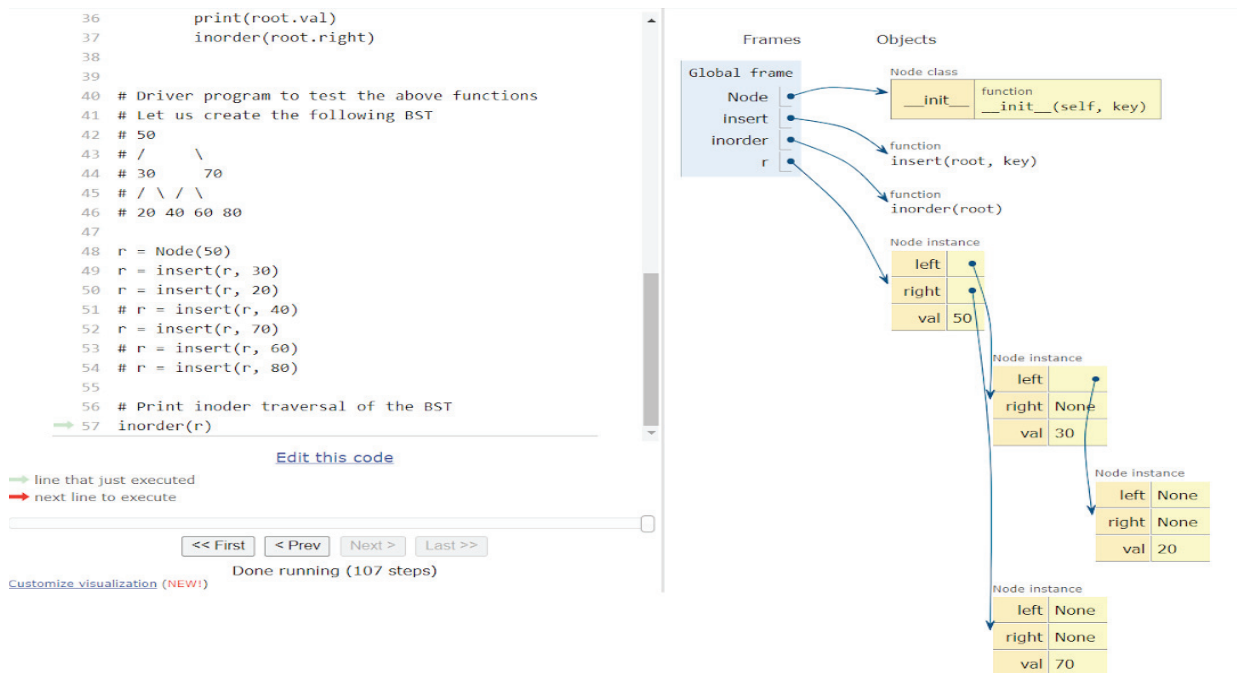 36 print(root.val)
37 inorder(root.right)
38
39
40 # Driver program to test the above functions
41 # Let us create the following BST
42 # 50
43 # /      \
44 # 30      70
45 # / \ / \
46 # 20 40 60 80
47
48 r = Node(50)
49 r = insert(r, 30)
50 r = insert(r, 20)
51 # r = insert(r, 40)
52 r = insert(r, 70)
53 # r = insert(r, 60)
54 # r = insert(r, 80)
55
56 # Print inoder traversal of the BST
57 inorder(r)
Edit this code
line that just executed
next line to execute
<< First < Prev Next > Last >>
Done running (107 steps)
Customize visualization (NEW!)
Frames Objects
Global frame
Node
insert
inorder
r
Node class
__init__
function
__init__(self, key)
function
insert(root, key)
function
inorder(root)
Node instance
left
right
val 50
Node instance
left
right None
val 30
Node instance
left None
right None
val 20
Node instance
left None
right None
val 70